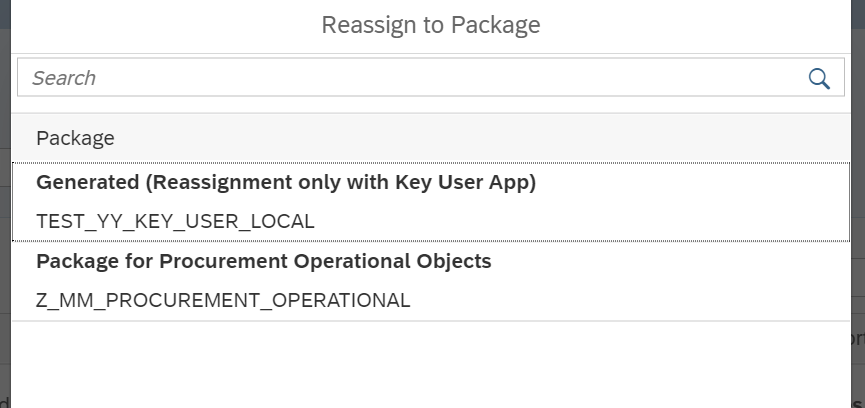 Reassign to Package
Search
Package
Generated (Reassignment only with Key User App)
TEST_YY_KEY_USER_LOCAL
Package for Procurement Operational Objects
Z_MM_PROCUREMENT_OPERATIONAL